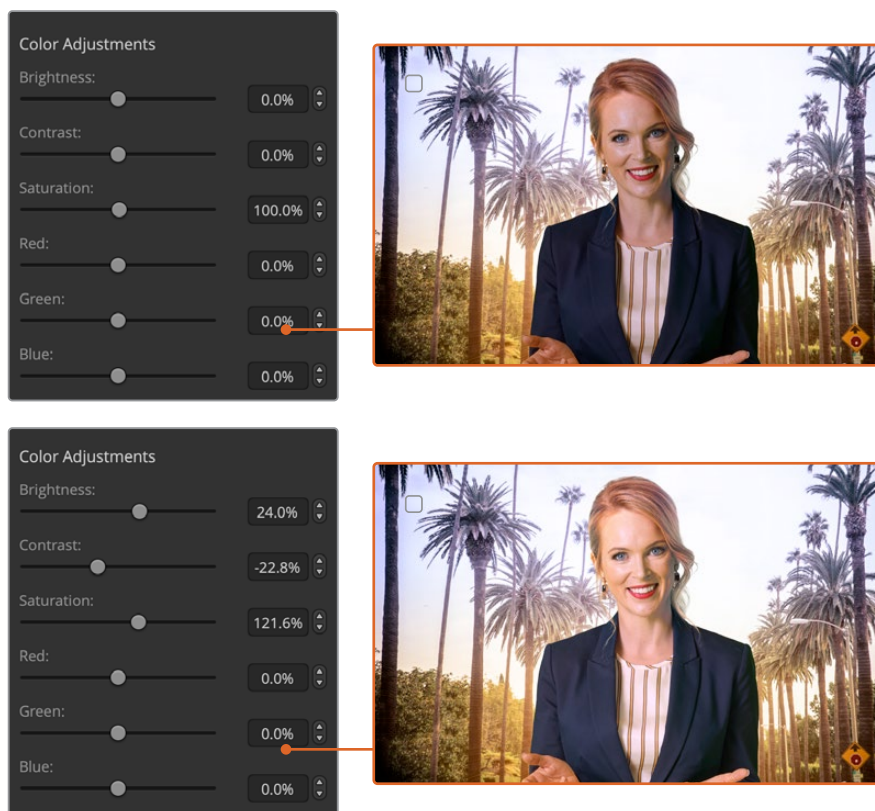 Color Adjustments
Brightness:
0.0%
Contrast:
0.0%
Saturation:
100.0%
Red:
0.0%
Green:
0.0%
Blue:
0.0%
Color Adjustments
Brightness:
24.0%
Contrast:
-22.8%
Saturation:
121.6%
Red:
0.0%
Green:
0.0%
Blue:
0.0%